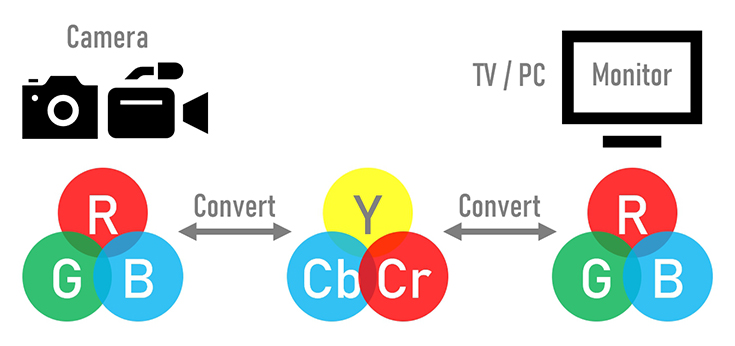 Camera
TV / PC
Monitor
R
G
B
Convert
Y
Cb
Cr
Convert
R
G
B